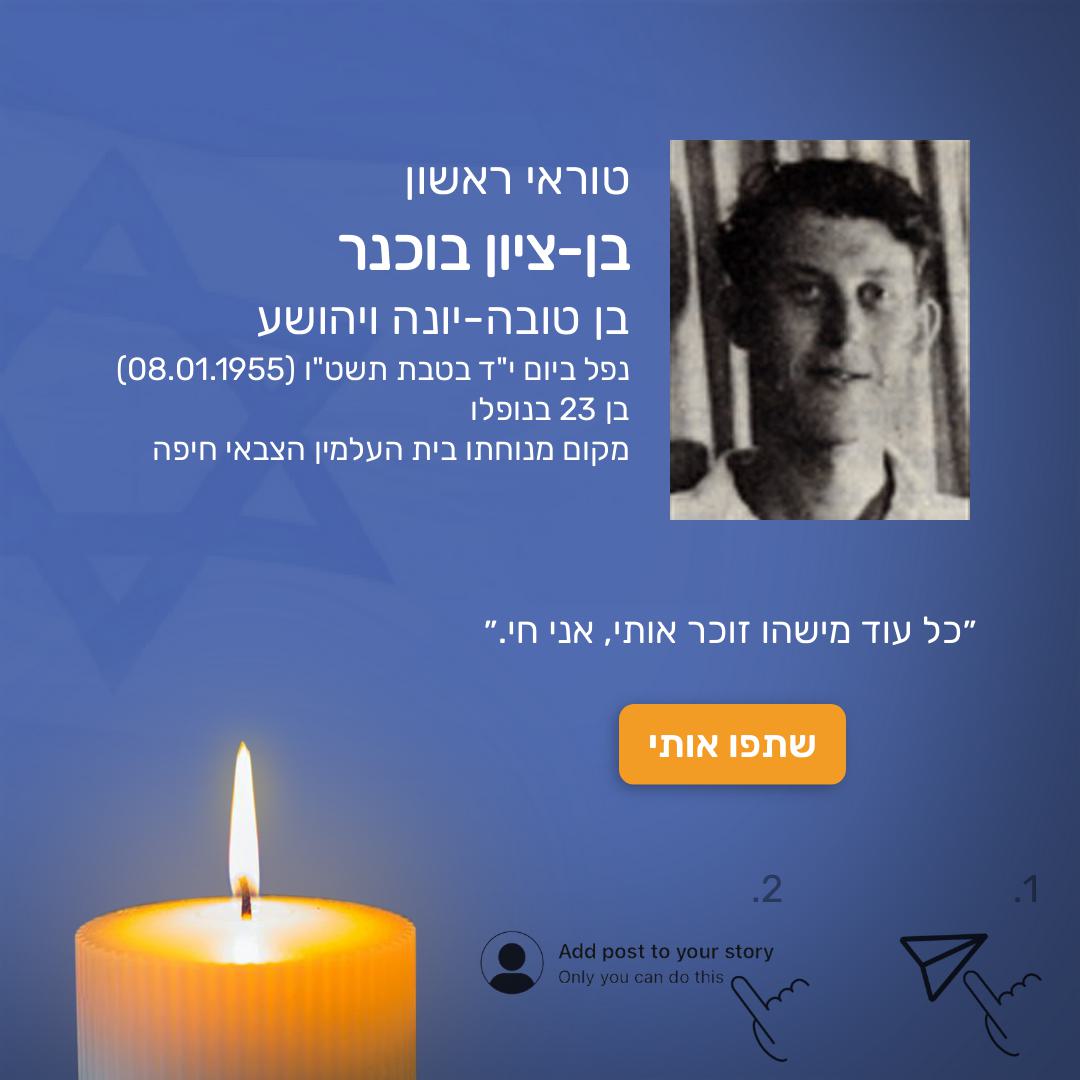 טוראי ראשון
בן-ציון בוכנר
בן טובה-יונה ויהושע
נפל ביום י"ד בטבת תשט"ו (08.01.1955)
בן 23 בנופלו
מקום מנוחתו בית העלמין הצבאי חיפה
״כל עוד מישהו זוכר אותי, אני חי.״
שתפו אותי
1.
2.
Add post to your story
Only you can do this